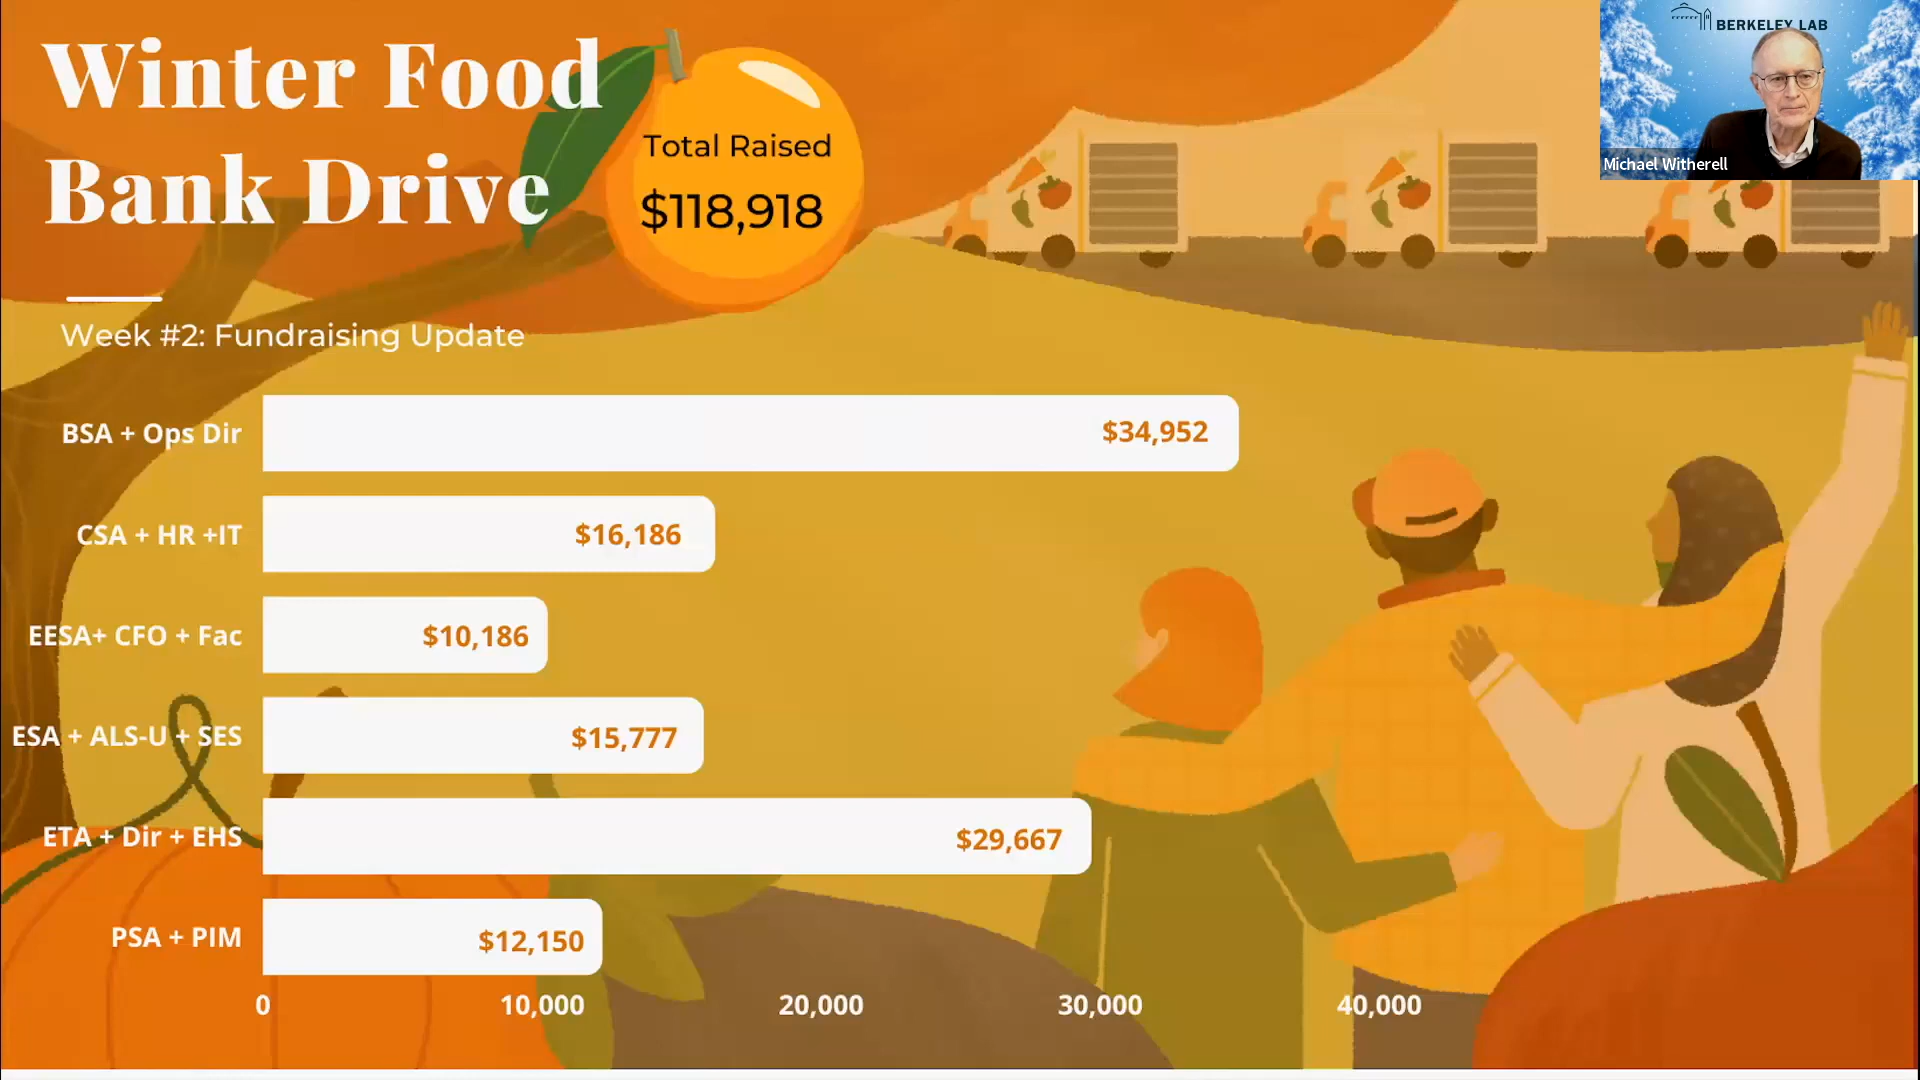 Winter Food
Bank Drive
Total Raised
$118,918
BERKELEY LAB
Michael Witherell
Week #2: Fundraising Update
BSA + Ops Dir
$34,952
CSA + HR +IT
$16,186
EESA+ CFO + Fac
$10,186
ESA + ALS-U + SES
$15,777
ETA + Dir + EHS
$29,667
PSA + PIM
$12,150
0 10,000 20,000 30,000 40,000